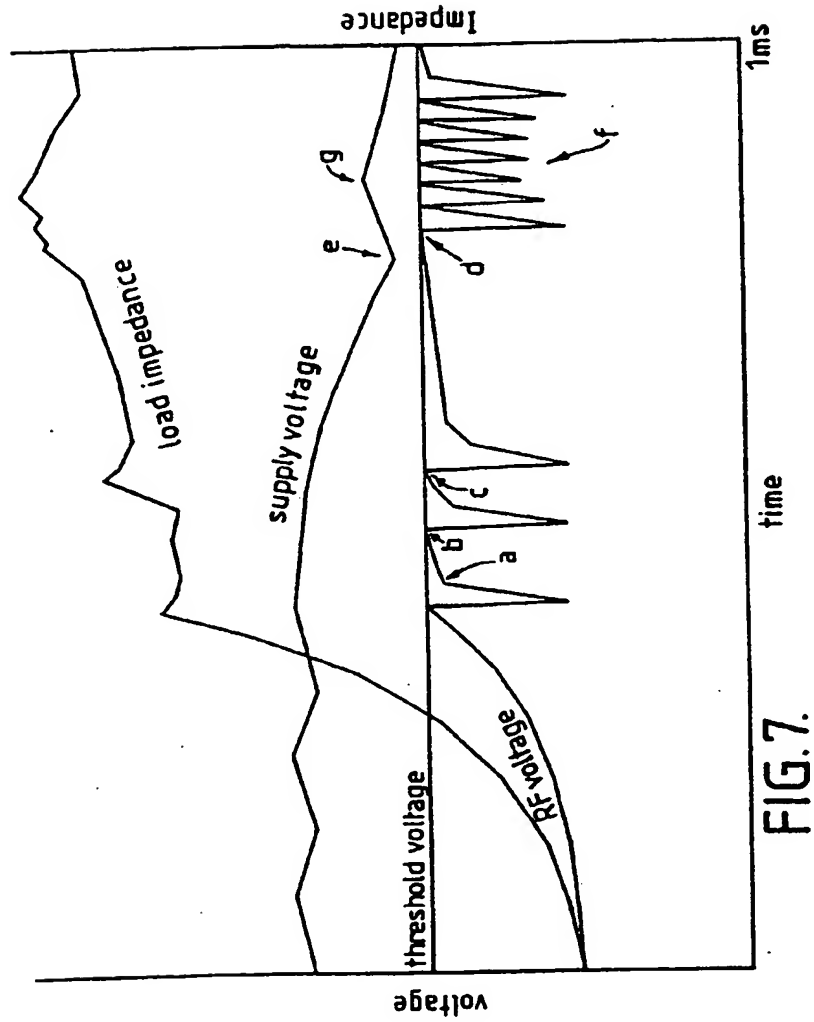 Impedance
load impedance
g
e
supply voltage
threshold voltage
RF voltage
a
b
c
d
f
voltage
time
1ms
FIG.7.